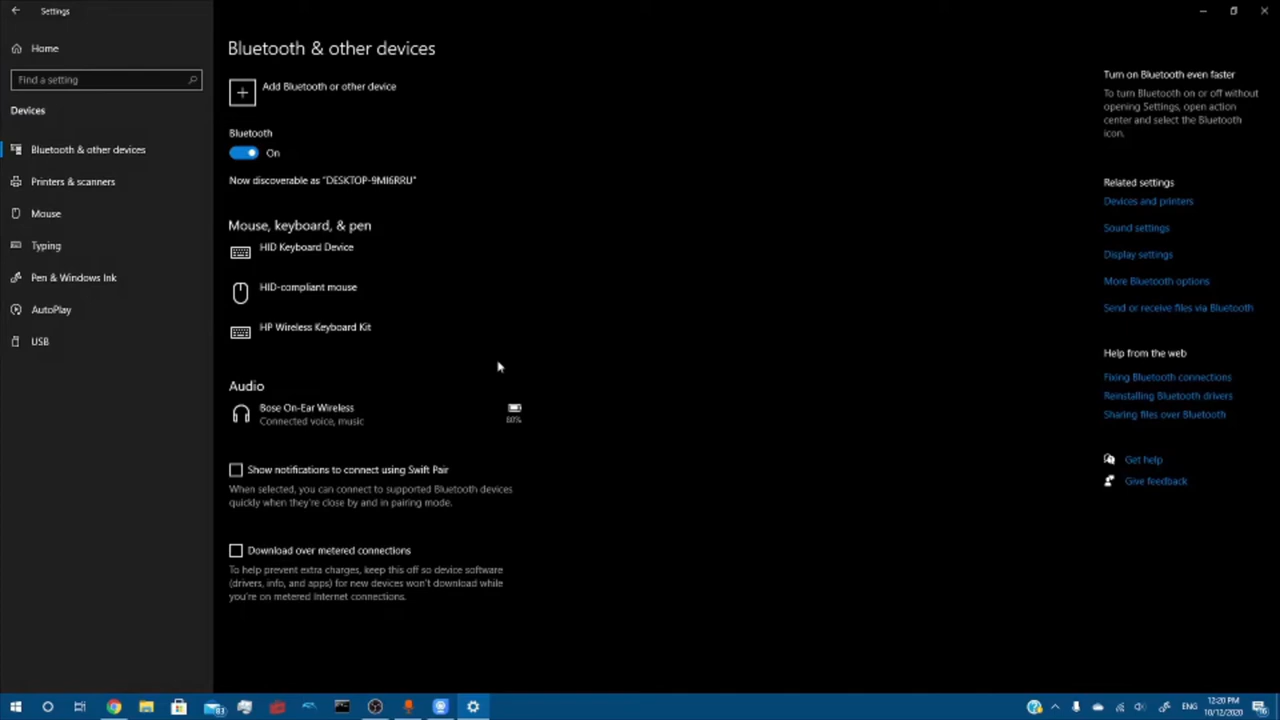 Settings
Home
Find a setting
Devices
Bluetooth & other devices
Printers & scanners
Mouse
Typing
Pen & Windows Ink
AutoPlay
USB
Bluetooth & other devices
Add Bluetooth or other device
Bluetooth
On
Now discoverable as "DESKTOP-9MI6RRU"
Mouse, keyboard, & pen
HID Keyboard Device
HID-compliant mouse
HP Wireless Keyboard Kit
Audio
Bose On-Ear Wireless
Connected voice, music
80%
Show notifications to connect using Swift Pair
When selected, you can connect to supported Bluetooth devices
quickly when they're close by and in pairing mode.
Download over metered connections
To help prevent extra charges, keep this off so device software
(drivers, info, and apps) for new devices won't download while
you're on metered Internet connections.
Turn on Bluetooth even faster
To turn Bluetooth on or off without
opening Settings, open action
center and select the Bluetooth
icon.
Related settings
Devices and printers
Sound settings
Display settings
More Bluetooth options
Send or receive files via Bluetooth
Help from the web
Fixing Bluetooth connections
Reinstalling Bluetooth drivers
Sharing files over Bluetooth
Get help
Give feedback
ENG
12:20 PM
10/12/2020